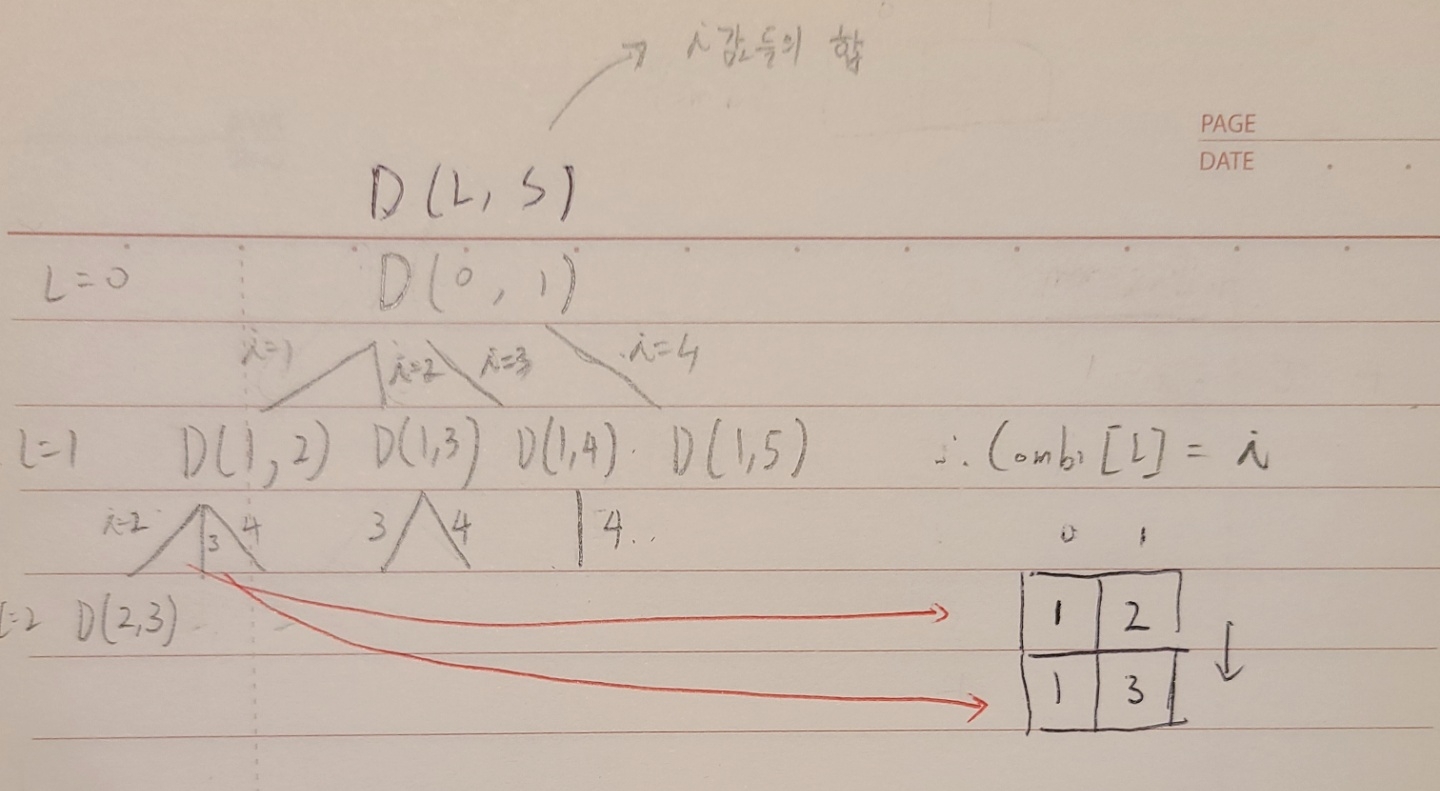 i 값들의 합
PAGE
DATE
D(L, S)
L=0 D(0, 1)
i=1 i=2 i=3 i=4
L=1 D(1, 2) D(1,3) D(1,4) D(1,5) ∴ Combi [L] = i
i=2 3 4 3 4 4..
0 1
L=2 D(2,3)
1 2
1 3